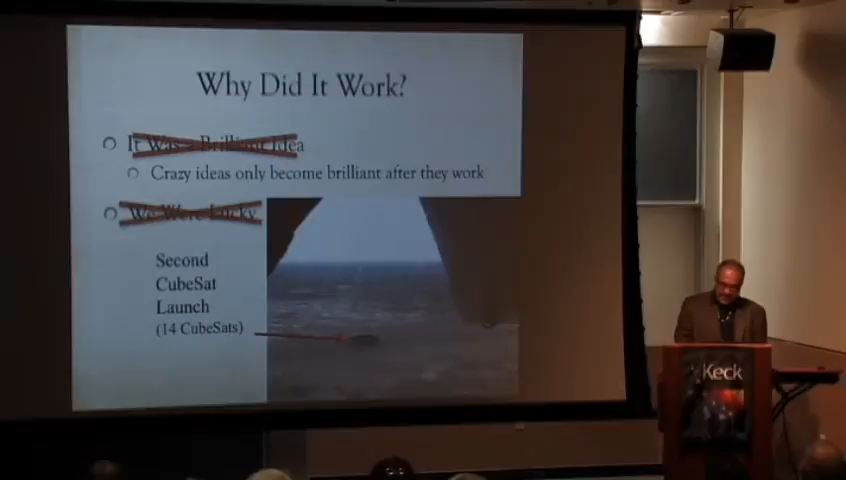 Why Did It Work?
It Was a Brilliant Idea
Crazy ideas only become brilliant after they work
We Were Lucky
Second
CubeSat
Launch
(14 CubeSats)
Keck